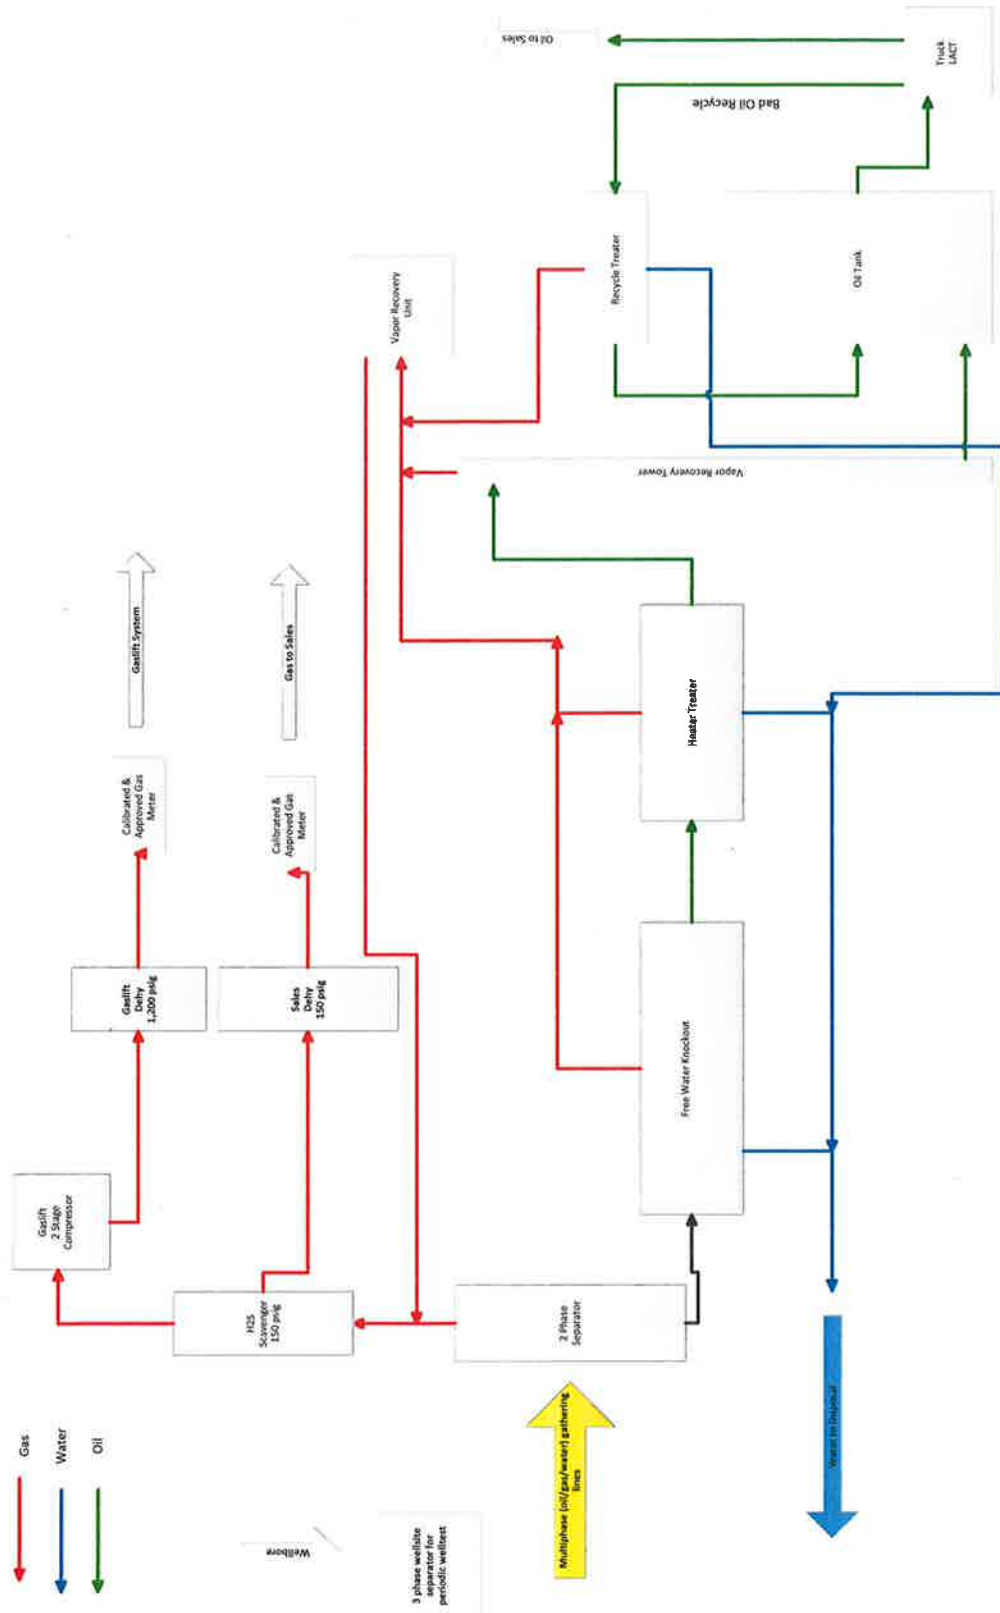 Gas
Water
Oil
Wellbore
3 phase wellsite
separator for
periodic welltest
Multiphase (oil/gas/water) gathering
lines
2 Phase
Separator
H2S
Scavenger
150 psig
Gaslift
2 Stage
Compressor
Gaslift
Dehy
1,200 psig
Sales
Dehy
150 psig
Calibrated &
Approved Gas
Meter
Calibrated &
Approved Gas
Meter
Gaslift System
Gas to Sales
Free Water Knockout
Heater Treater
Vapor Recovery Tower
Vapor Recovery
Unit
Recycle Treater
Oil Tank
Bad Oil Recycle
Oil to Sales
Truck
LACT
Water to Disposal